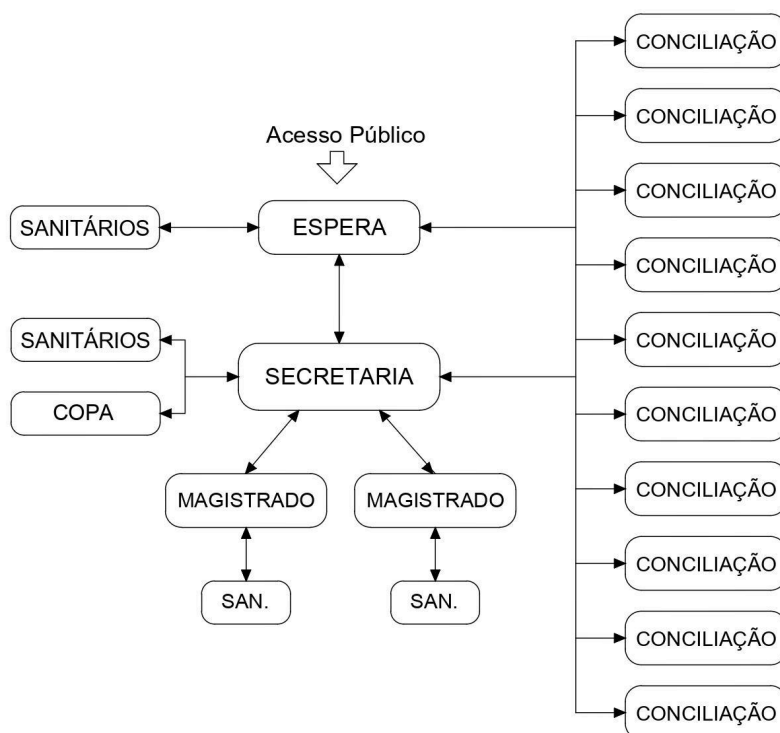 CONCILIAÇÃO
CONCILIAÇÃO
Acesso Público
CONCILIAÇÃO
SANITÁRIOS
ESPERA
CONCILIAÇÃO
SANITÁRIOS
CONCILIAÇÃO
SECRETARIA
COPA
CONCILIAÇÃO
MAGISTRADO
MAGISTRADO
CONCILIAÇÃO
CONCILIAÇÃO
SAN.
SAN.
CONCILIAÇÃO
CONCILIAÇÃO